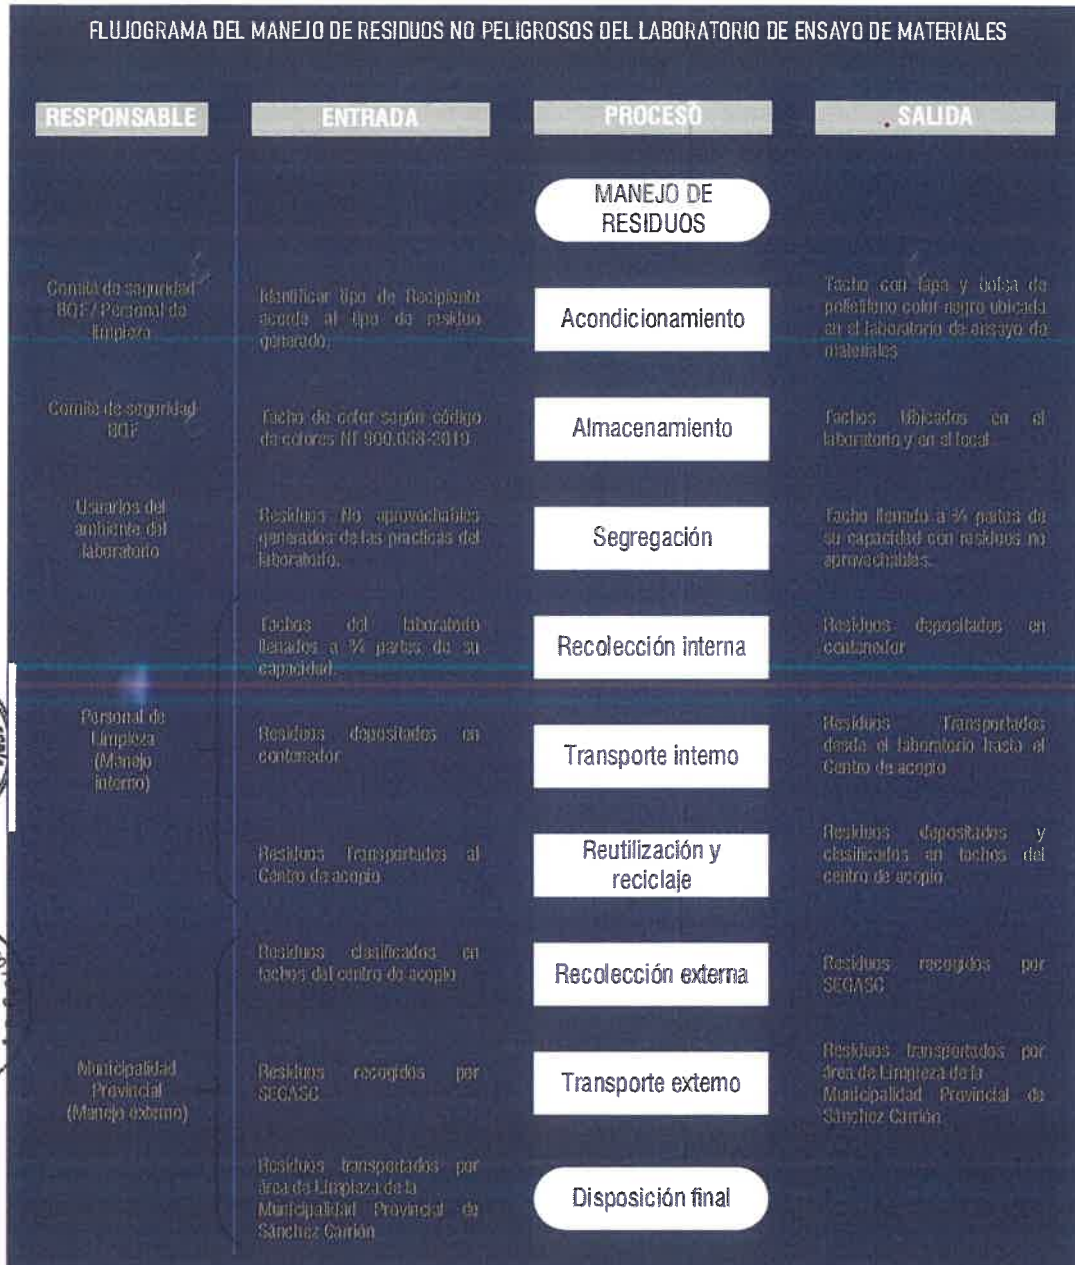 FLUJOGRAMA DEL MANEJO DE RESIDUOS NO PELIGROSOS DEL LABORATORIO DE ENSAYO DE MATERIALES
RESPONSABLE
ENTRADA
PROCESO
SALIDA
MANEJO DE
RESIDUOS
Comité de seguridad
BQF / Personal de
limpieza
Identificar tipo de Recipiente
acorde al tipo de residuo
generado.
Acondicionamiento
Tacho con tapa y bolsa de
polietileno color negro ubicada
en el laboratorio de ensayo de
materiales
Comité de seguridad
BQF
Tacho de color según código
de colores NT 900.058-2019
Almacenamiento
Tachos Ubicados en el
laboratorio y en el local
Usuarios del
ambiente del
laboratorio
Residuos No aprovechables
generados de las practicas del
laboratorio.
Segregación
Tacho llenado a ¾ partes de
su capacidad con residuos no
aprovechables.
Personal de
Limpieza
(Manejo
interno)
Tachos del laboratorio
llenados a ¾ partes de su
capacidad.
Recolección interna
Residuos depositados en
contenedor
Residuos depositados en
contenedor
Transporte interno
Residuos Transportados
desde el laboratorio hasta el
Centro de acopio
Residuos Transportados al
Centro de acopio
Reutilización y
reciclaje
Residuos depositados y
clasificados en tachos del
centro de acopio
Municipalidad
Provincial
(Manejo externo)
Residuos clasificados en
tachos del centro de acopio
Recolección externa
Residuos recogidos por
SEGASC
Residuos recogidos por
SEGASC
Transporte externo
Residuos transportados por
área de Limpieza de la
Municipalidad Provincial de
Sánchez Carrión
Residuos transportados por
área de Limpieza de la
Municipalidad Provincial de
Sánchez Carrión
Disposición final